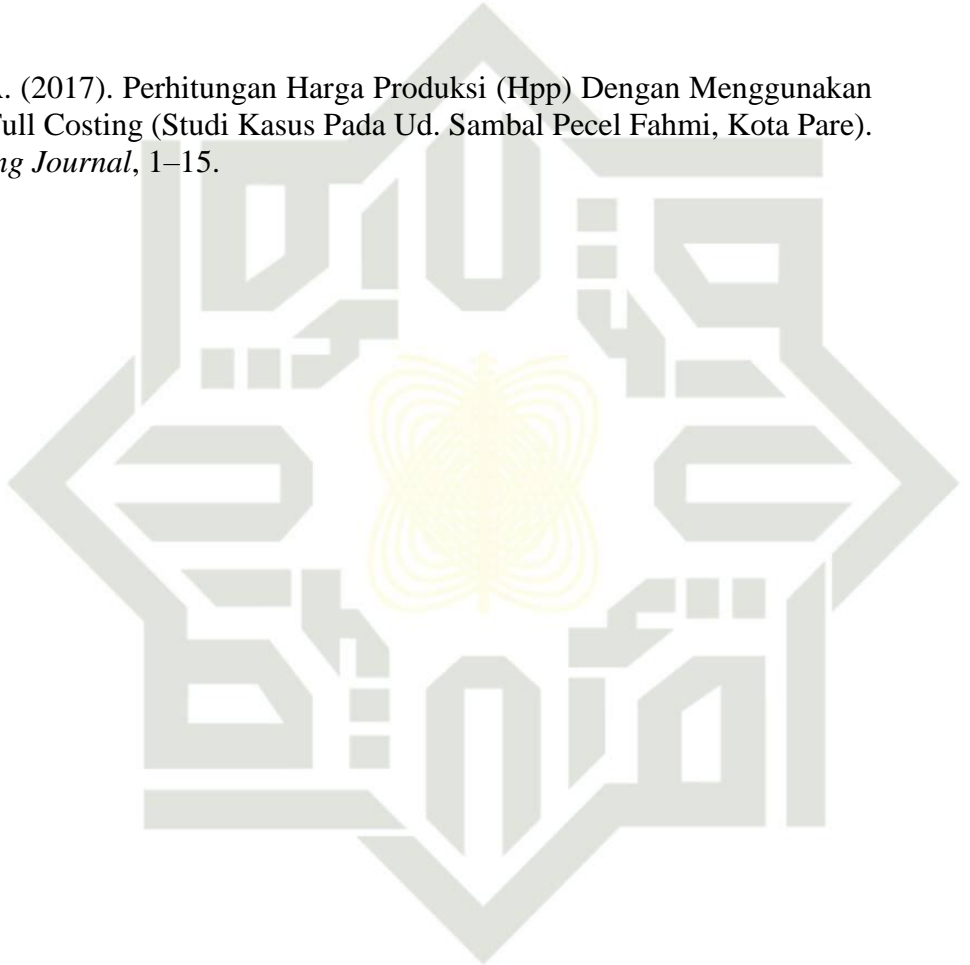 . (2017). Perhitungan Harga Produksi (Hpp) Dengan Menggunakan
Full Costing (Studi Kasus Pada Ud. Sambal Pecel Fahmi, Kota Pare).
ng Journal, 1–15.